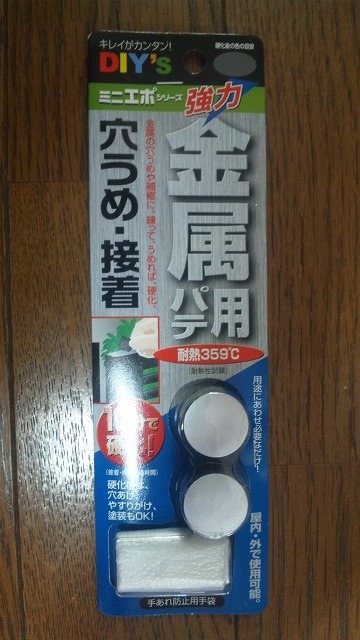 キレイがカンタン!
DIY's
硬化後の色の目安
ミニエポシリーズ
強力
金属用パテ
穴うめ・接着
金属の穴うめや補修に。練って、うめれば、硬化。
耐熱359℃
(耐熱性試験)
用途にあわせ必要なだけ!
硬化後は、
穴あけ、
やすりがけ、
塗装もOK!
屋内・外で使用可能。
手あれ防止用手袋